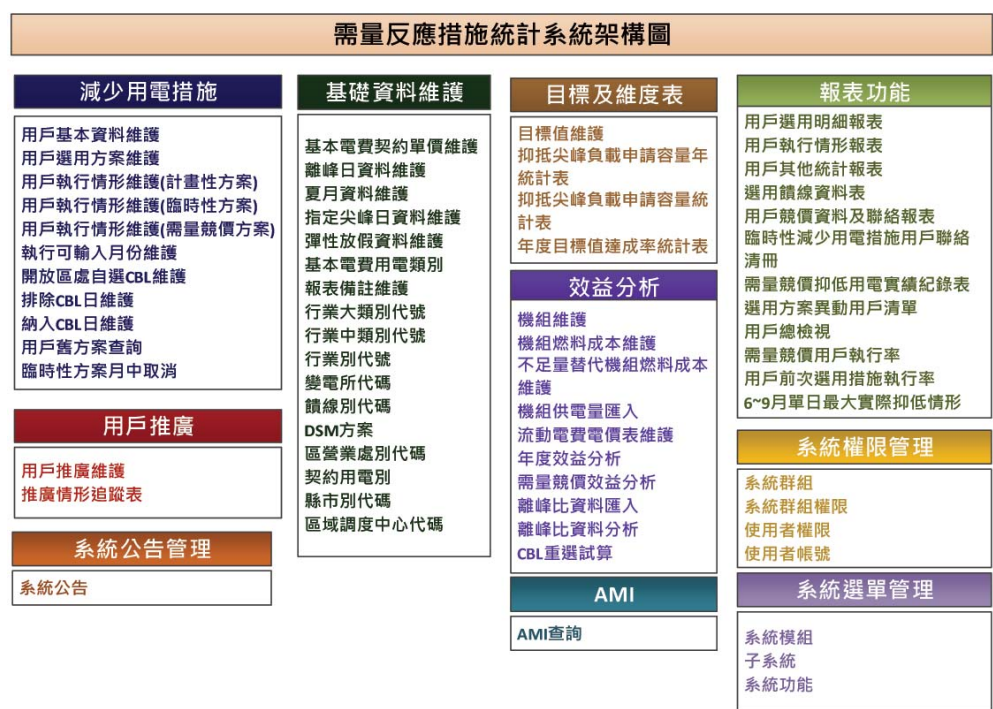 需量反應措施統計系統架構圖
減少用電措施
用戶基本資料維護
用戶選用方案維護
用戶執行情形維護(計畫性方案)
用戶執行情形維護(臨時性方案)
用戶執行情形維護(需量競價方案)
執行可輸入月份維護
開放區處自選CBL維護
排除CBL日維護
納入CBL日維護
用戶舊方案查詢
臨時性方案月中取消
用戶推廣
用戶推廣維護
推廣情形追蹤表
系統公告管理
系統公告
基礎資料維護
基本電費契約單價維護
離峰日資料維護
夏月資料維護
指定尖峰日資料維護
彈性放假資料維護
基本電費用電類別
報表備註維護
行業大類別代號
行業中類別代號
行業別代號
變電所代碼
饋線別代碼
DSM方案
區營業處別代碼
契約用電別
縣市別代碼
區域調度中心代碼
目標及維度表
目標值維護
抑抵尖峰負載申請容量年
統計表
抑抵尖峰負載申請容量統
計表
年度目標值達成率統計表
效益分析
機組維護
機組燃料成本維護
不足量替代機組燃料成本
維護
機組供電量匯入
流動電費電價表維護
年度效益分析
需量競價效益分析
離峰比資料匯入
離峰比資料分析
CBL重選試算
AMI
AMI查詢
報表功能
用戶選用明細報表
用戶執行情形報表
用戶其他統計報表
選用饋線資料表
用戶競價資料及聯絡報表
臨時性減少用電措施用戶聯絡
清冊
需量競價抑低用電實績紀錄表
選用方案異動用戶清單
用戶總檢視
需量競價用戶執行率
用戶前次選用措施執行率
6~9月單日最大實際抑低情形
系統權限管理
系統群組
系統群組權限
使用者權限
使用者帳號
系統選單管理
系統模組
子系統
系統功能